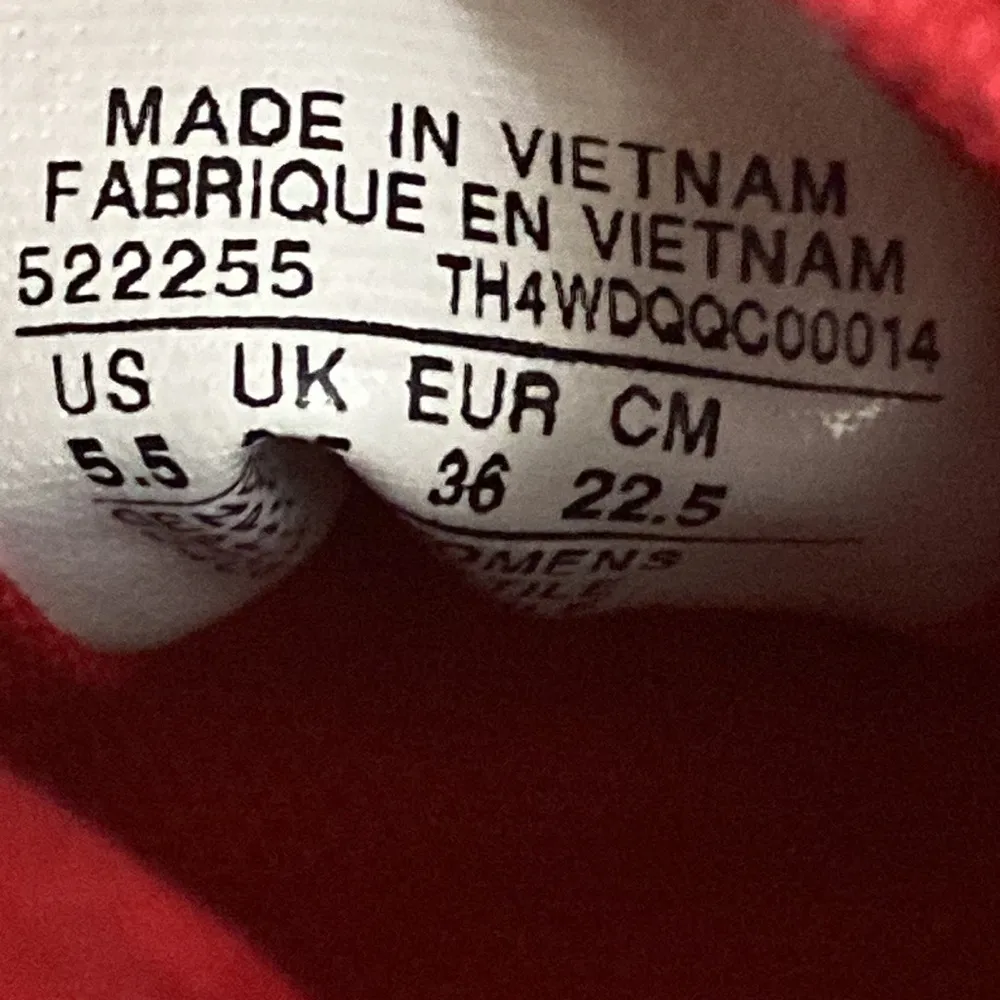 MADE IN VIETNAM
FABRIQUE EN VIETNAM
522255 TH4WDQQC00014
US UK EUR CM
5.5 36 22.5